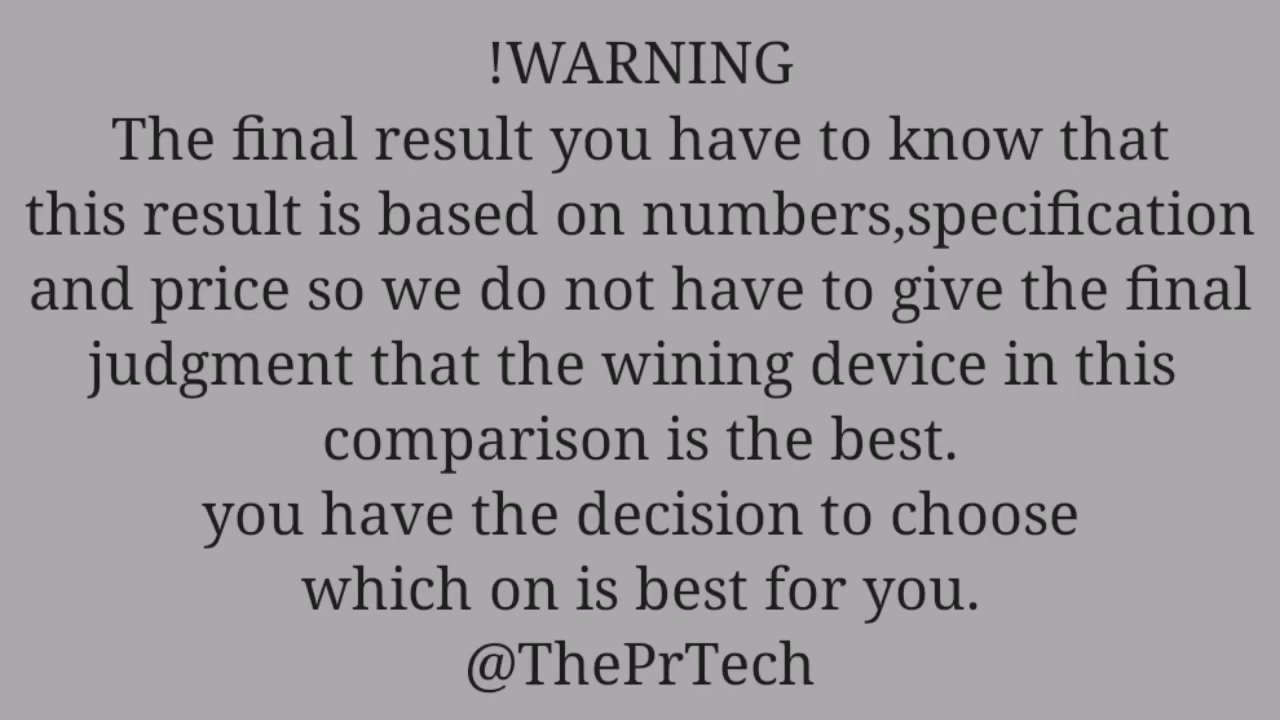 !WARNING
The final result you have to know that
this result is based on numbers,specification
and price so we do not have to give the final
judgment that the wining device in this
comparison is the best.
you have the decision to choose
which on is best for you.
@ThePrTech